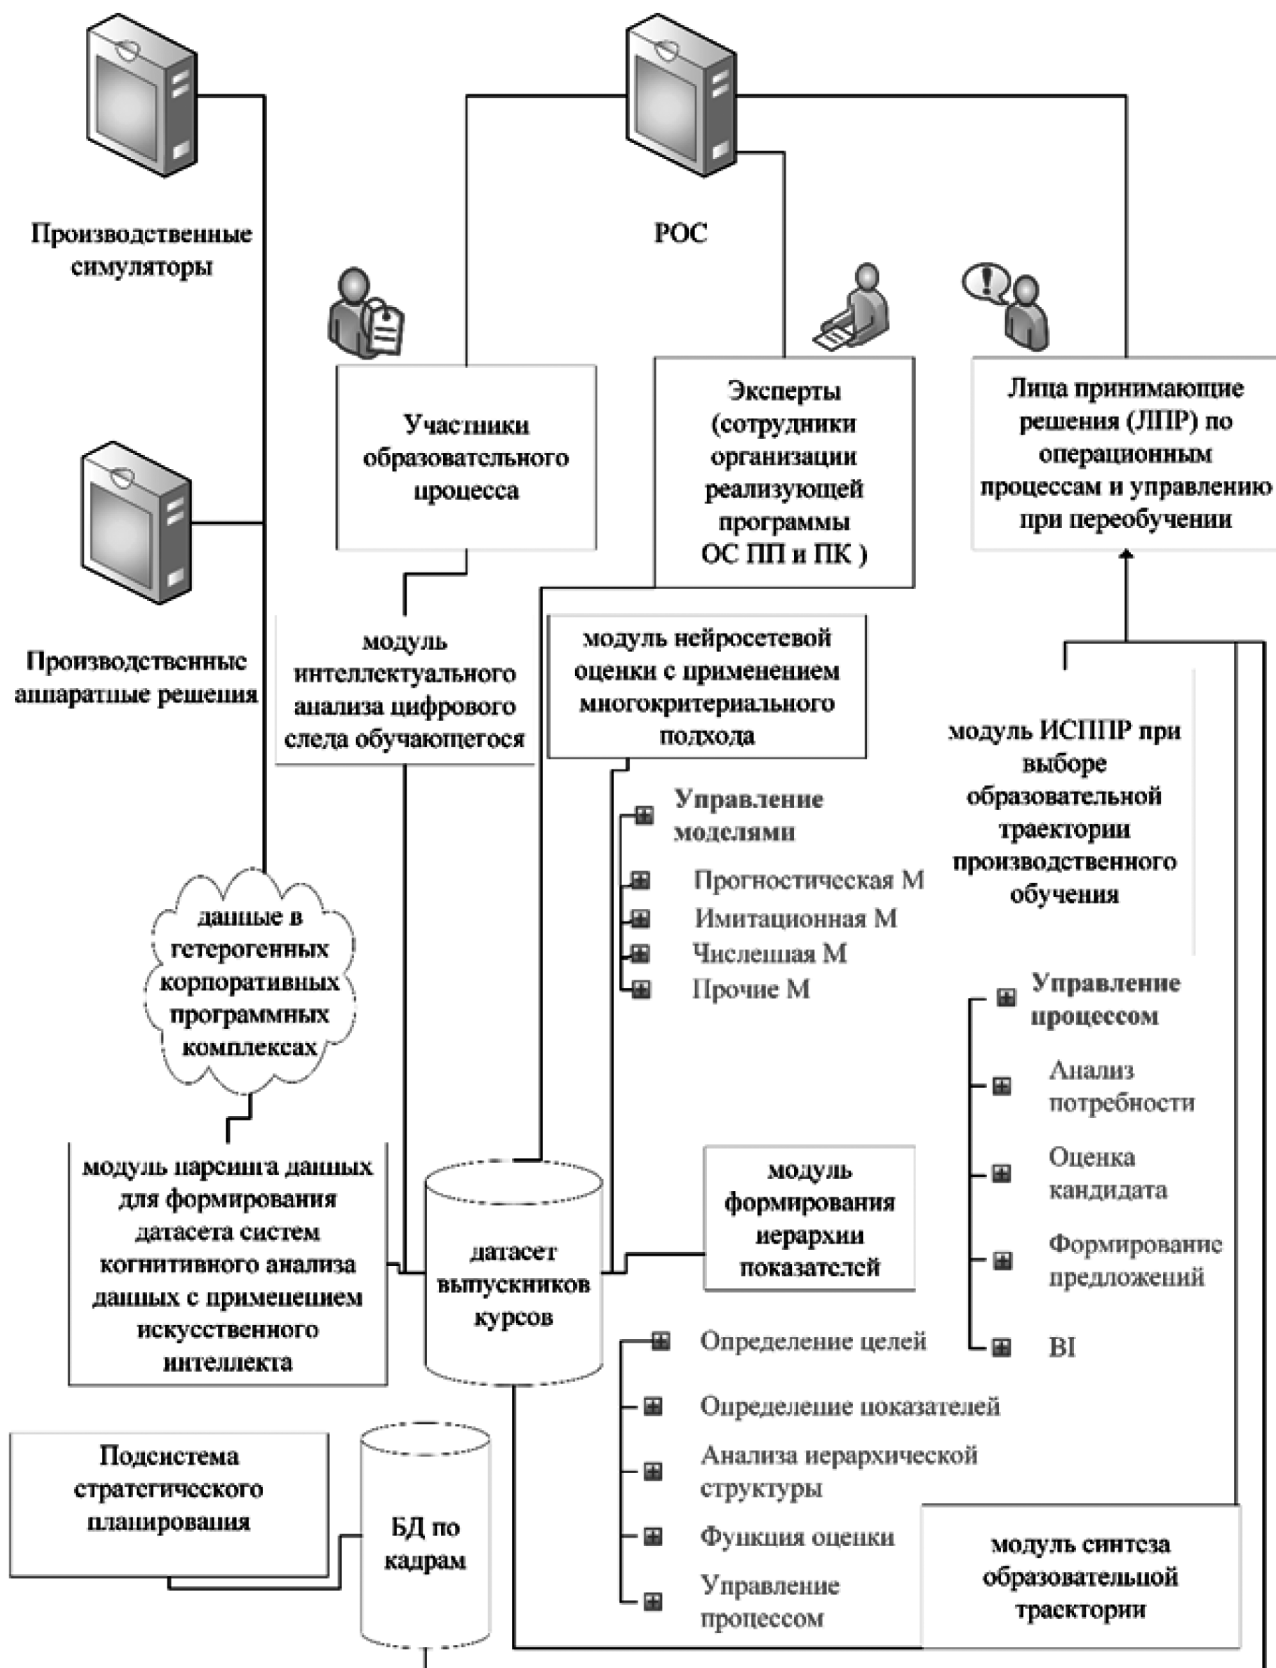 Производственные
симуляторы
РОС
Участники
образовательного
процесса
Эксперты
(сотрудники
организации
реализующей
программы
ОС ПП и ПК )
Лица принимающие
решения (ЛПР) по
операционным
процессам и управлению
при переобучении
Производственные
аппаратные решения
модуль
интеллектуального
анализа цифрового
следа обучающегося
модуль нейросетевой
оценки с применением
многокритериального
подхода
модуль ИСППР при
выборе
образовательной
траектории
производственного
обучения
Управление
моделями
Прогностическая М
Имитационная М
Численная М
Прочие М
данные в
гетерогенных
корпоративных
программных
комплексах
Управление
процессом
Анализ
потребности
Оценка
кандидата
Формирование
предложений
BI
модуль парсинга данных
для формирования
датасета систем
когнитивного анализа
данных с применением
искусственного
интеллекта
датасет
выпускников
курсов
модуль
формирования
иерархии
показателей
Определение целей
Определение показателей
Анализа иерархической
структуры
Функция оценки
Управление
процессом
Подсистема
стратегического
планирования
БД по
кадрам
модуль синтеза
образовательной
траектории